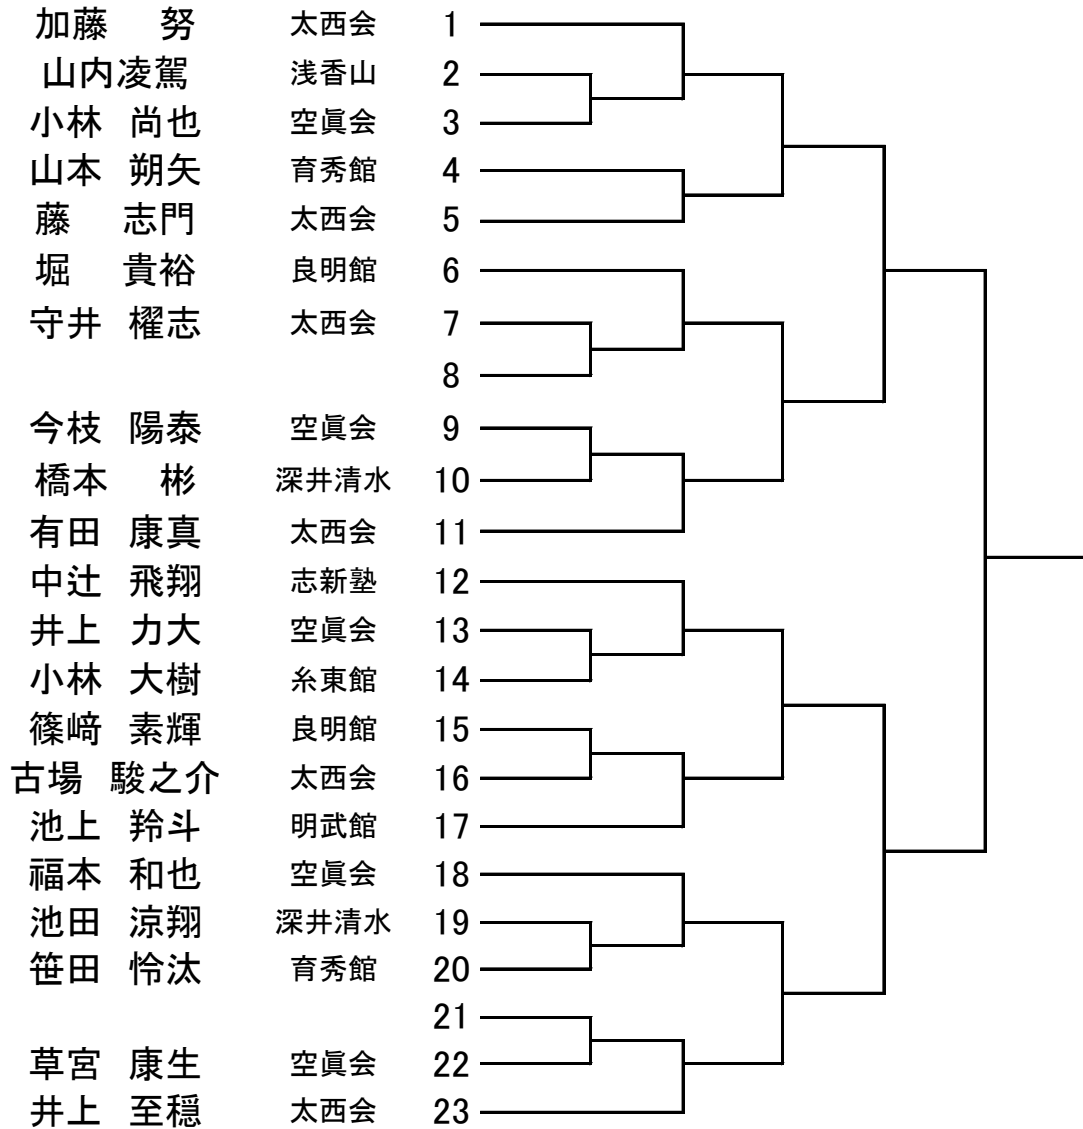 加藤 努 太西会 1
山内凌駕 浅香山 2
小林 尚也 空眞会 3
山本 朔矢 育秀館 4
藤 志門 太西会 5
堀 貴裕 良明館 6
守井 櫂志 太西会 7
8
今枝 陽泰 空眞会 9
橋本 彬 深井清水 10
有田 康真 太西会 11
中辻 飛翔 志新塾 12
井上 力大 空眞会 13
小林 大樹 糸東館 14
篠﨑 素輝 良明館 15
古場 駿之介 太西会 16
池上 羚斗 明武館 17
福本 和也 空眞会 18
池田 涼翔 深井清水 19
笹田 怜汰 育秀館 20
21
草宮 康生 空眞会 22
井上 至穏 太西会 23